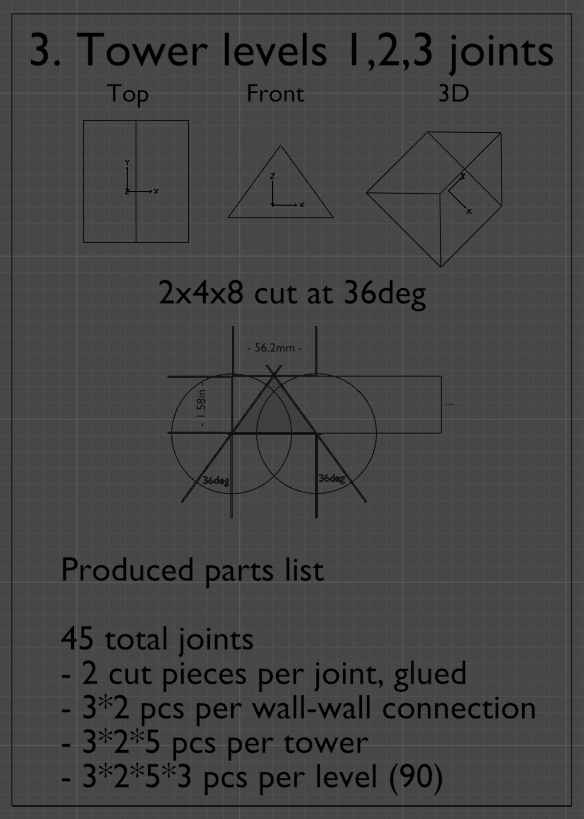 3. Tower levels 1,2,3 joints
Top Front 3D
Y
Z X
Z
X
Z
X
2x4x8 cut at 36deg
- 56.2mm -
- 1.58in -
36deg 36deg
Produced parts list
45 total joints
- 2 cut pieces per joint, glued
- 3*2 pcs per wall-wall connection
- 3*2*5 pcs per tower
- 3*2*5*3 pcs per level (90)